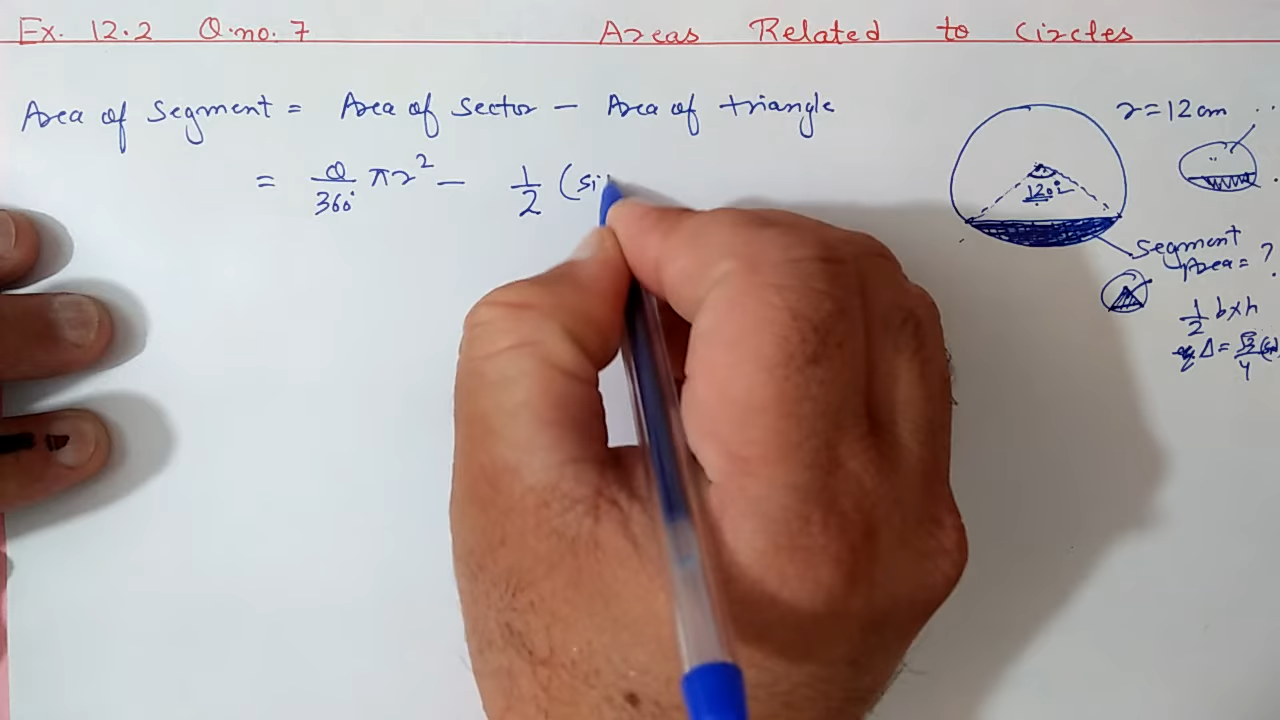 Ex. 12.2 Q.no. 7 Areas Related to Circles
Area of Segment = Area of Sector − Area of triangle
= θ/360° πr² − 1/2 (si
r = 12 cm
120°
Segment
Area = ?
1/2 b×h
Δ = √3/4